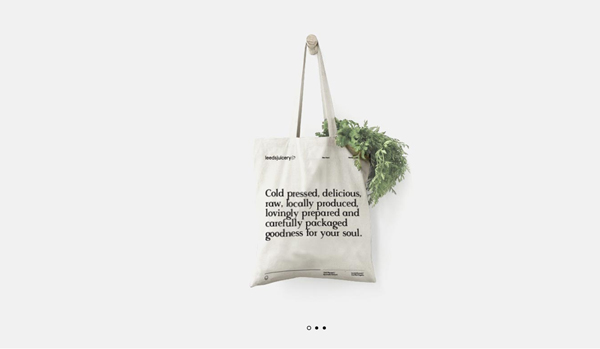 leedsjuicery
Cold pressed, delicious,
raw, locally produced,
lovingly prepared and
carefully packaged
goodness for your soul.